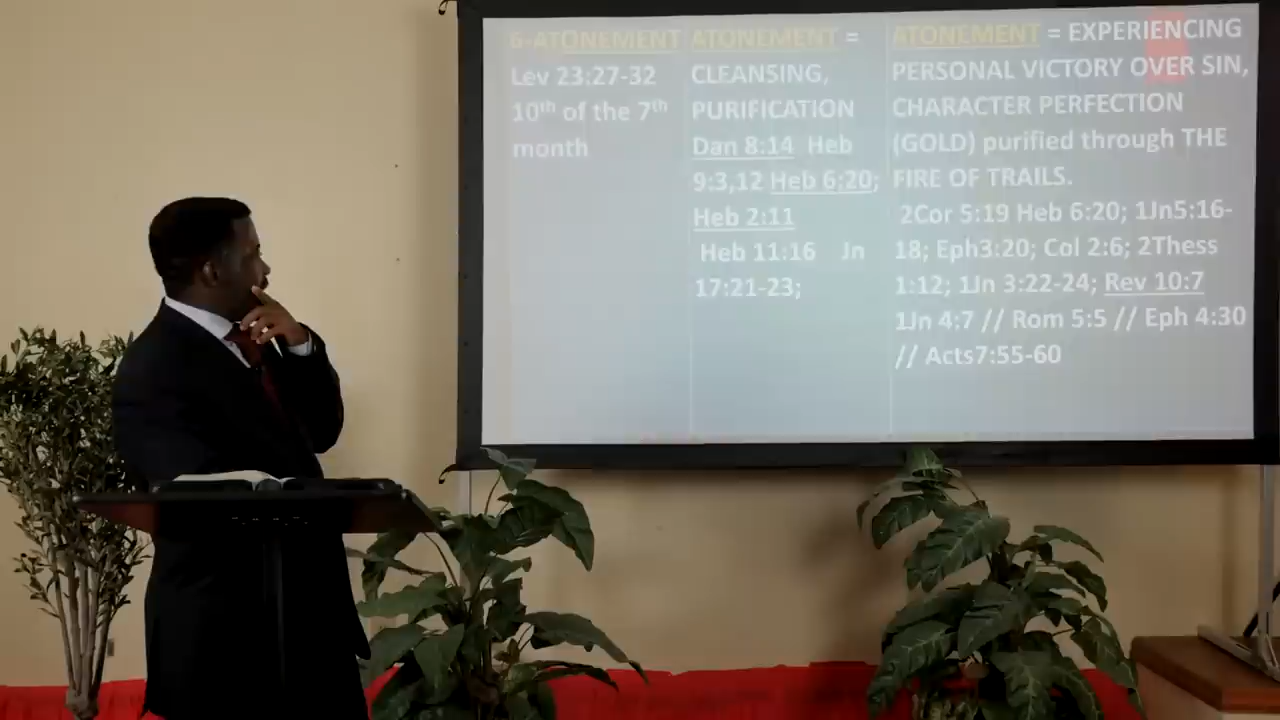 6-ATONEMENT
Lev 23:27-32
10th of the 7th
month
ATONEMENT =
CLEANSING,
PURIFICATION
Dan 8:14 Heb
9:3,12 Heb 6:20;
Heb 2:11
Heb 11:16 Jn
17:21-23;
ATONEMENT = EXPERIENCING
PERSONAL VICTORY OVER SIN,
CHARACTER PERFECTION
(GOLD) purified through THE
FIRE OF TRAILS.
2Cor 5:19 Heb 6:20; 1Jn5:16-
18; Eph3:20; Col 2:6; 2Thess
1:12; 1Jn 3:22-24; Rev 10:7
1Jn 4:7 // Rom 5:5 // Eph 4:30
// Acts7:55-60